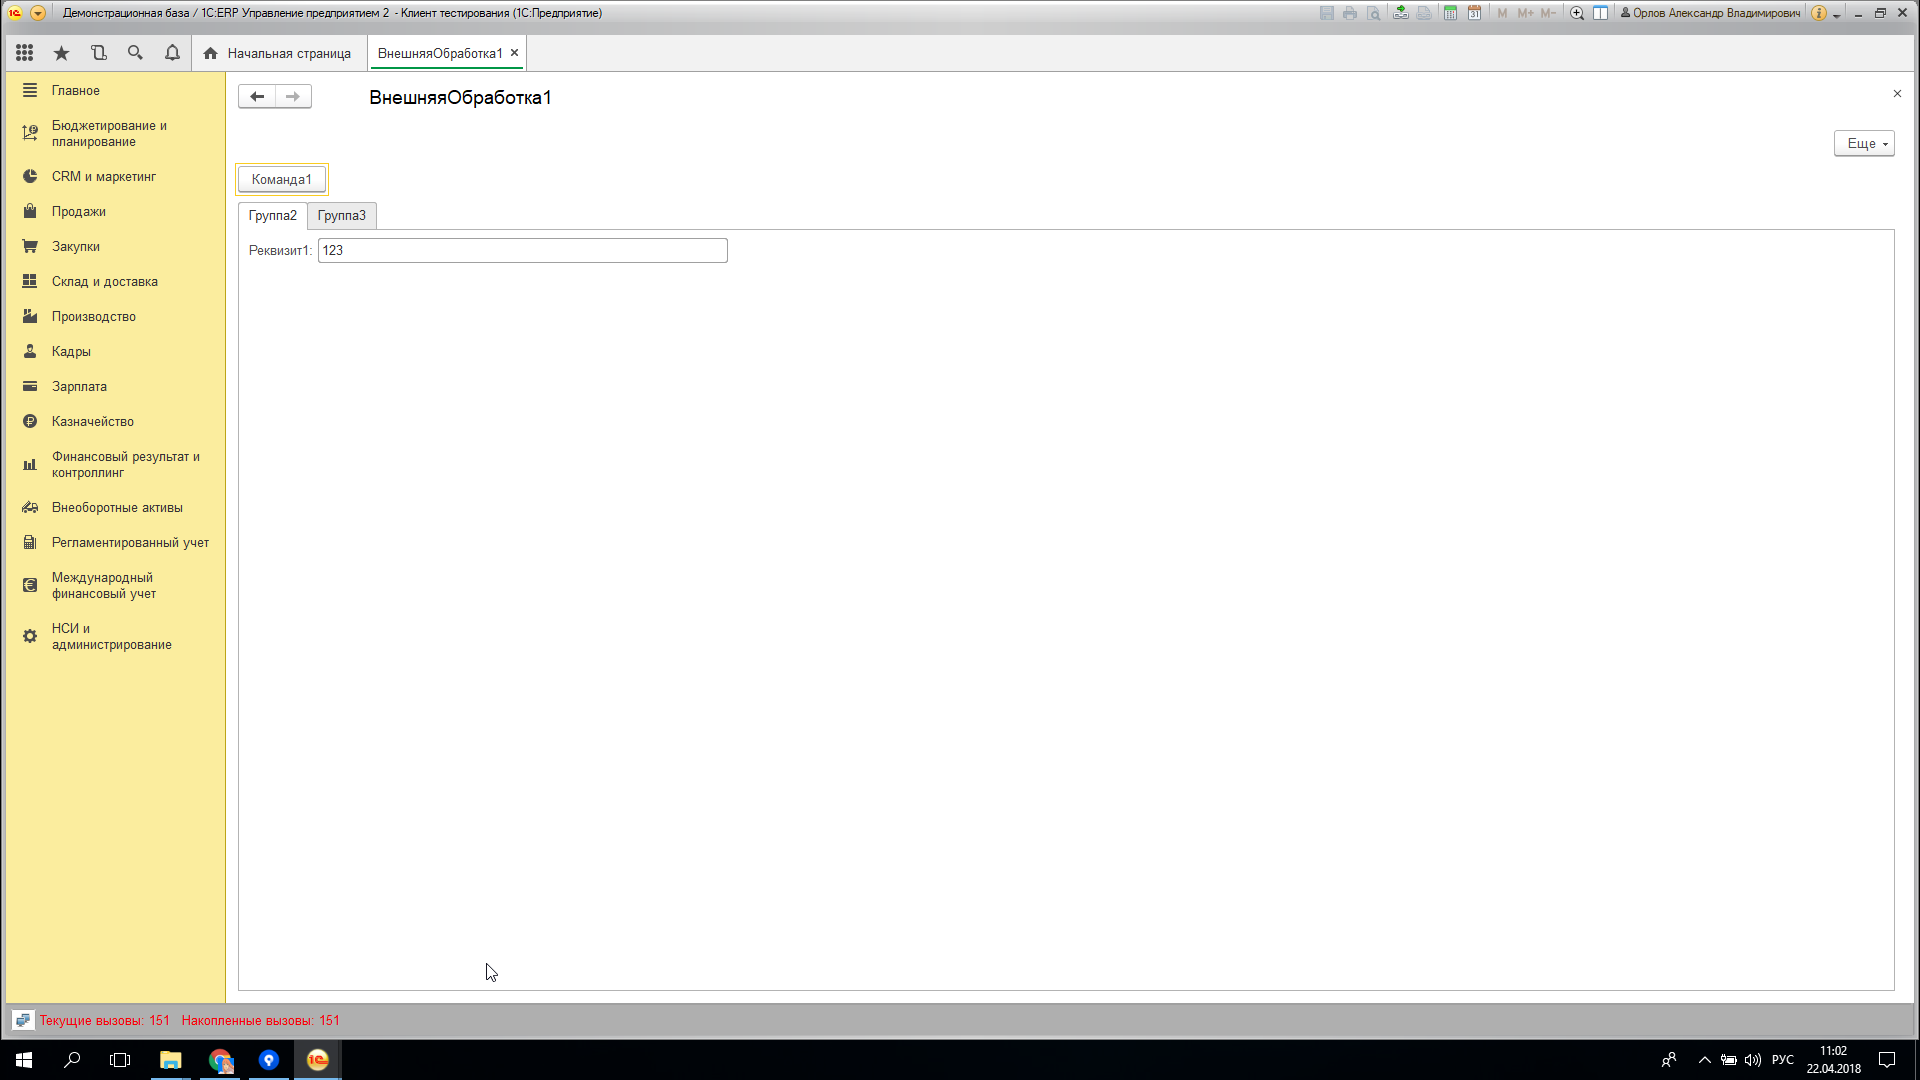 Демонстрационная база / 1С:ERP Управление предприятием 2 - Клиент тестирования (1С:Предприятие)
M M+ M-
Орлов Александр Владимирович
Начальная страница
ВнешняяОбработка1
Главное
Бюджетирование и
планирование
CRM и маркетинг
Продажи
Закупки
Склад и доставка
Производство
Кадры
Зарплата
Казначейство
Финансовый результат и
контроллинг
Внеоборотные активы
Регламентированный учет
Международный
финансовый учет
НСИ и
администрирование
ВнешняяОбработка1
Еще
Команда1
Группа2 Группа3
Реквизит1: 123
Текущие вызовы: 151 Накопленные вызовы: 151
РУС
11:02
22.04.2018